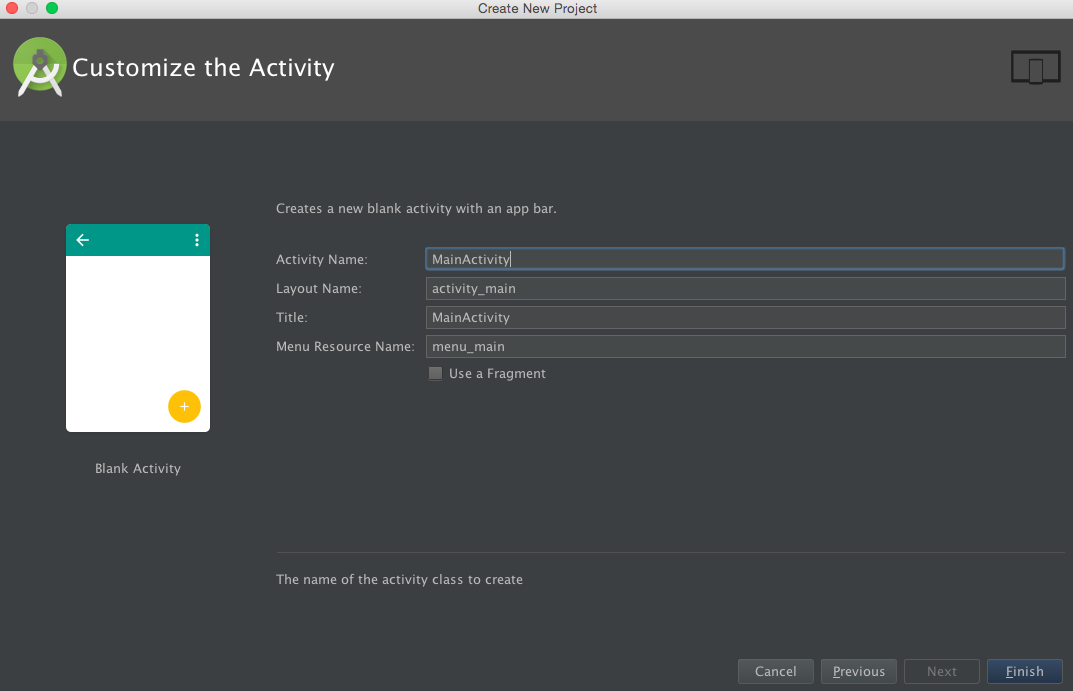 Create New Project
Customize the Activity
Creates a new blank activity with an app bar.
Activity Name: MainActivity
Layout Name: activity_main
Title: MainActivity
Menu Resource Name: menu_main
Use a Fragment
Blank Activity
The name of the activity class to create
Cancel Previous Next Finish